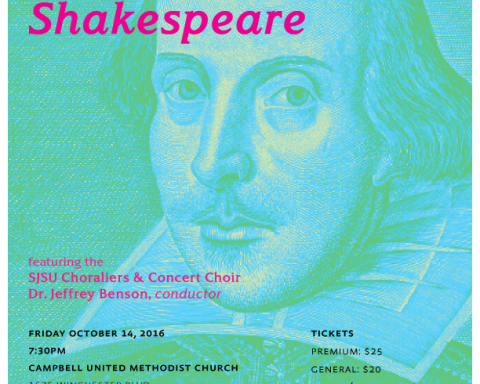 Shakespeare
featuring the
SJSU Choraliers & Concert Choir
Dr. Jeffrey Benson, conductor
FRIDAY OCTOBER 14, 2016
7:30PM
CAMPBELL UNITED METHODIST CHURCH
TICKETS
PREMIUM: $25
GENERAL: $20